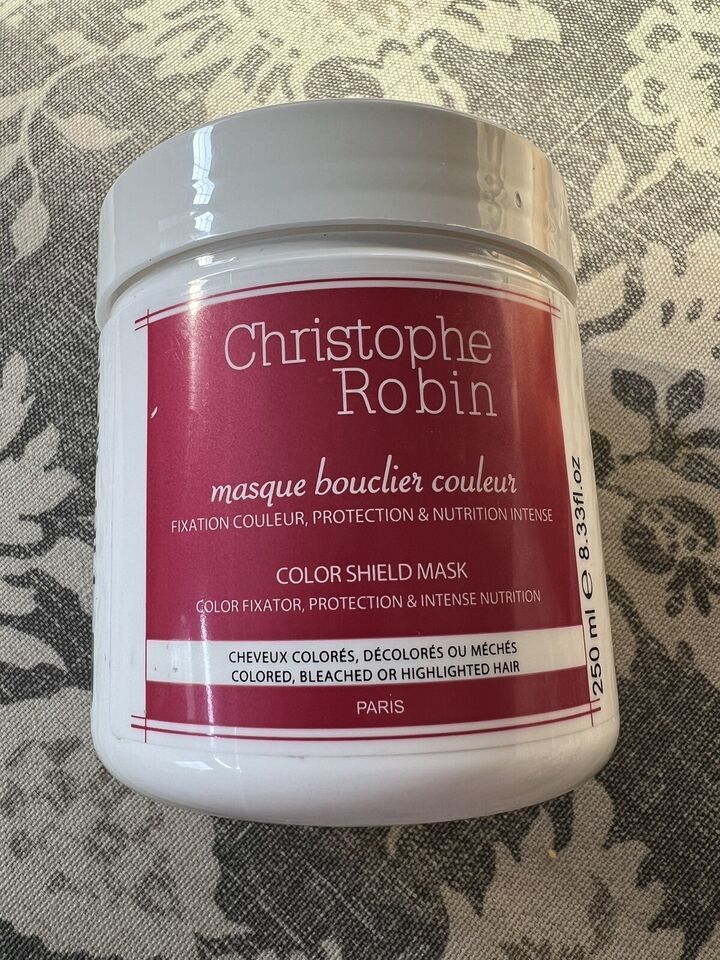 Christophe
Robin
masque bouclier couleur
FIXATION COULEUR, PROTECTION & NUTRITION INTENSE
COLOR SHIELD MASK
COLOR FIXATOR, PROTECTION & INTENSE NUTRITION
CHEVEUX COLORÉS, DÉCOLORÉS OU MÉCHÉS
COLORED, BLEACHED OR HIGHLIGHTED HAIR
PARIS
250 ml ℮ 8.33fl.oz